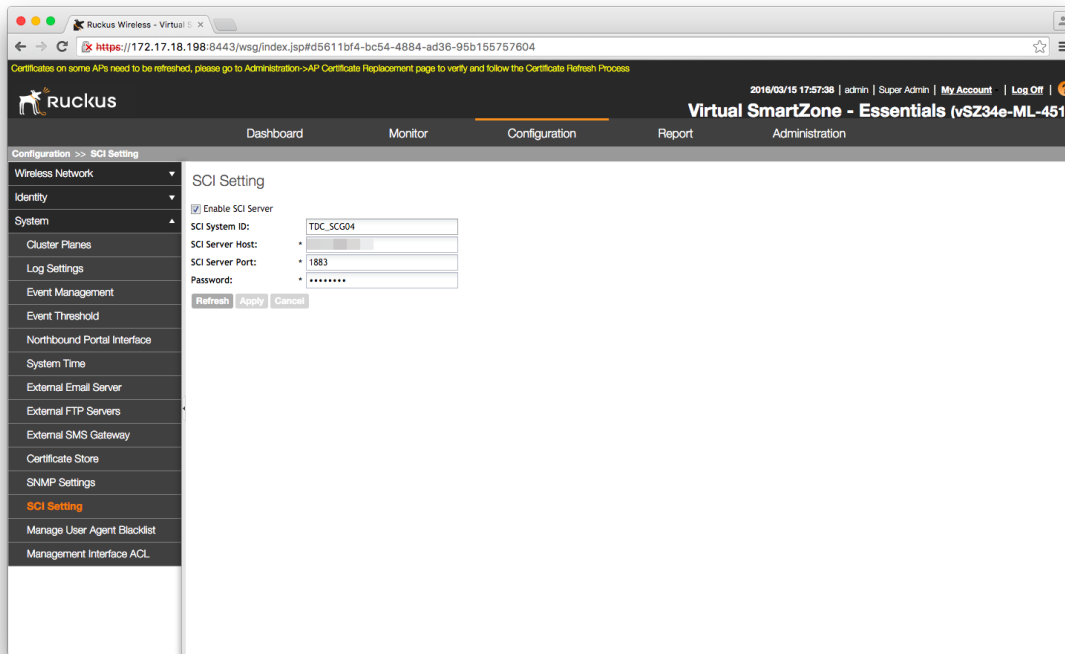 Ruckus Wireless - Virtual S
https://172.17.18.198:8443/wsg/index.jsp#d5611bf4-bc54-4884-ad36-95b155757604
Certificates on some APs need to be refreshed, please go to Administration->AP Certificate Replacement page to verify and follow the Certificate Refresh Process
2016/03/15 17:57:38 | admin | Super Admin | My Account | Log Off |
RUCKUS
Virtual SmartZone - Essentials (vSZ34e-ML-451
Dashboard Monitor Configuration Report Administration
Configuration >> SCI Setting
Wireless Network
Identity
System
Cluster Planes
Log Settings
Event Management
Event Threshold
Northbound Portal Interface
System Time
External Email Server
External FTP Servers
External SMS Gateway
Certificate Store
SNMP Settings
SCI Setting
Manage User Agent Blacklist
Management Interface ACL
SCI Setting
Enable SCI Server
SCI System ID: TDC_SCG04
SCI Server Host: *
SCI Server Port: * 1883
Password: * ••••••••
Refresh Apply Cancel